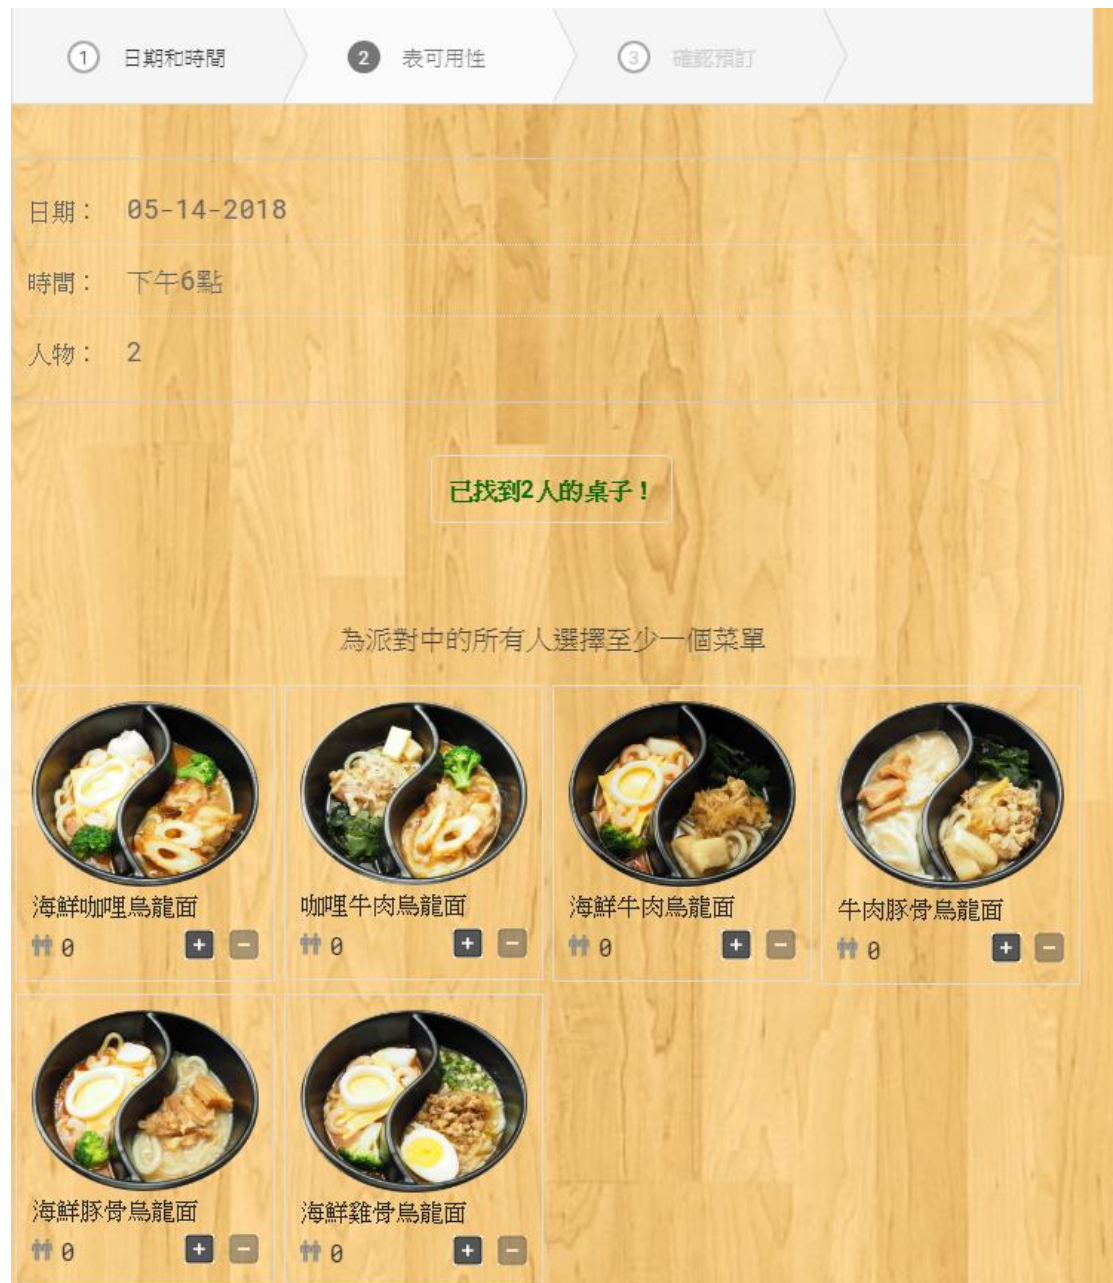 1 日期和時間 2 表可用性 3 確認預訂
日期： 05-14-2018
時間： 下午6點
人物： 2
已找到2人的桌子！
為派對中的所有人選擇至少一個菜單
海鮮咖哩烏龍面 咖哩牛肉烏龍面 海鮮牛肉烏龍面 牛肉豚骨烏龍面
0 + - 0 + - 0 + - 0 + -
海鮮豚骨烏龍面 海鮮雞骨烏龍面
0 + - 0 + -